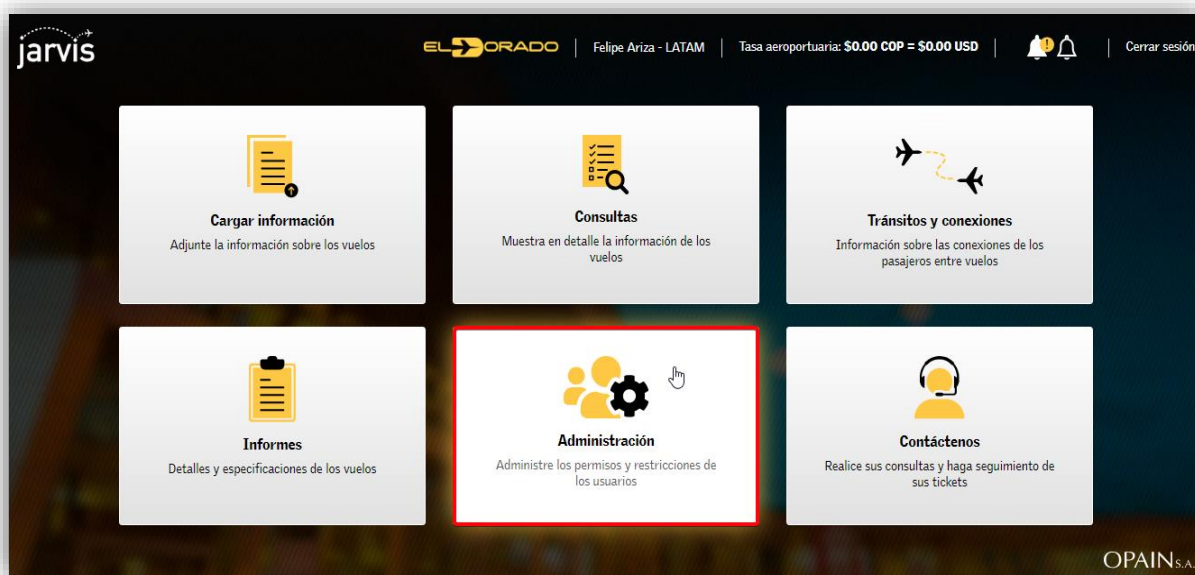 jarvis
EL DORADO | Felipe Ariza - LATAM | Tasa aeroportuaria: $0.00 COP = $0.00 USD | | Cerrar sesión
Cargar información
Adjunte la información sobre los vuelos
Consultas
Muestra en detalle la información de los
vuelos
Tránsitos y conexiones
Información sobre las conexiones de los
pasajeros entre vuelos
Informes
Detalles y especificaciones de los vuelos
Administración
Administre los permisos y restricciones de
los usuarios
Contáctenos
Realice sus consultas y haga seguimiento de
sus tickets
OPAIN S.A.